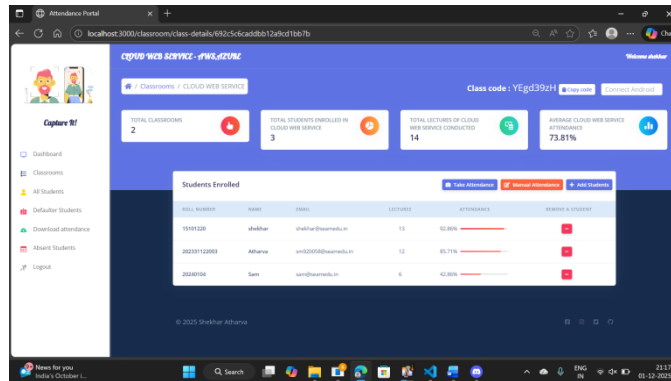 Attendance Portal
localhost:3000/classroom/class-details/692c5c6caddbb12a9cd1bb7b
CLOUD WEB SERVICE - AWS,AZURE
Welcome shekhar
Classrooms / CLOUD WEB SERVICE
Class code : YEgd39zH
Copy code
Connect Android
Capture It!
Dashboard
Classrooms
All Students
Defaulter Students
Download attendance
Absent Students
Logout
TOTAL CLASSROOMS
2
TOTAL STUDENTS ENROLLED IN
CLOUD WEB SERVICE
3
TOTAL LECTURES OF CLOUD
WEB SERVICE CONDUCTED
14
AVERAGE CLOUD WEB SERVICE
ATTENDANCE
73.81%
Students Enrolled
Take Attendance
Manual Attendance
+ Add Students
ROLL NUMBER NAME EMAIL LECTURES ATTENDANCE REMOVE A STUDENT
15101220 shekhar shekhar@seamedu.in 13 92.86%
202331122003 Atharva 12 85.71%
20240104 Sam sam@seamedu.in 6 42.86%
© 2025 Shekhar Atharva
News for you
India's October i...
Search
ENG
IN
01-12-2025